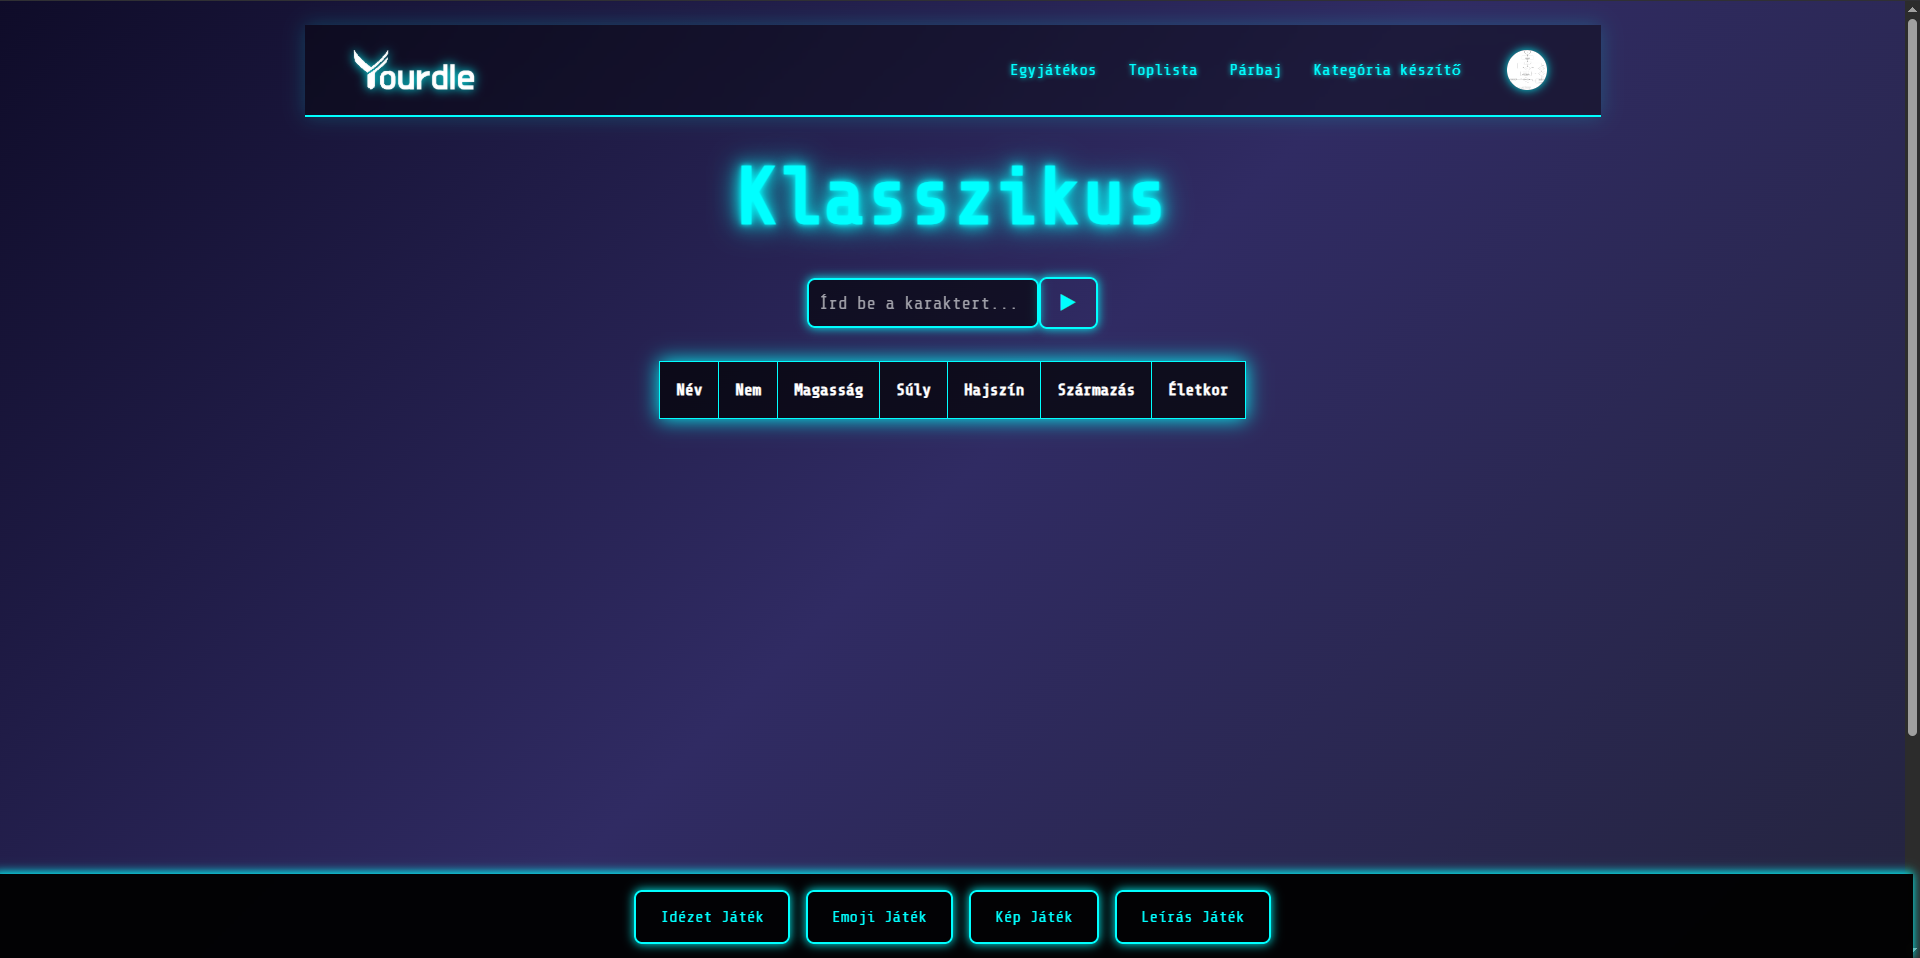 Yourdle
Egyjátékos Toplista Párbaj Kategória készítő
Klasszikus
Írd be a karaktert...
Név Nem Magasság Súly Hajszín Származás Életkor
Idézet Játék Emoji Játék Kép Játék Leírás Játék